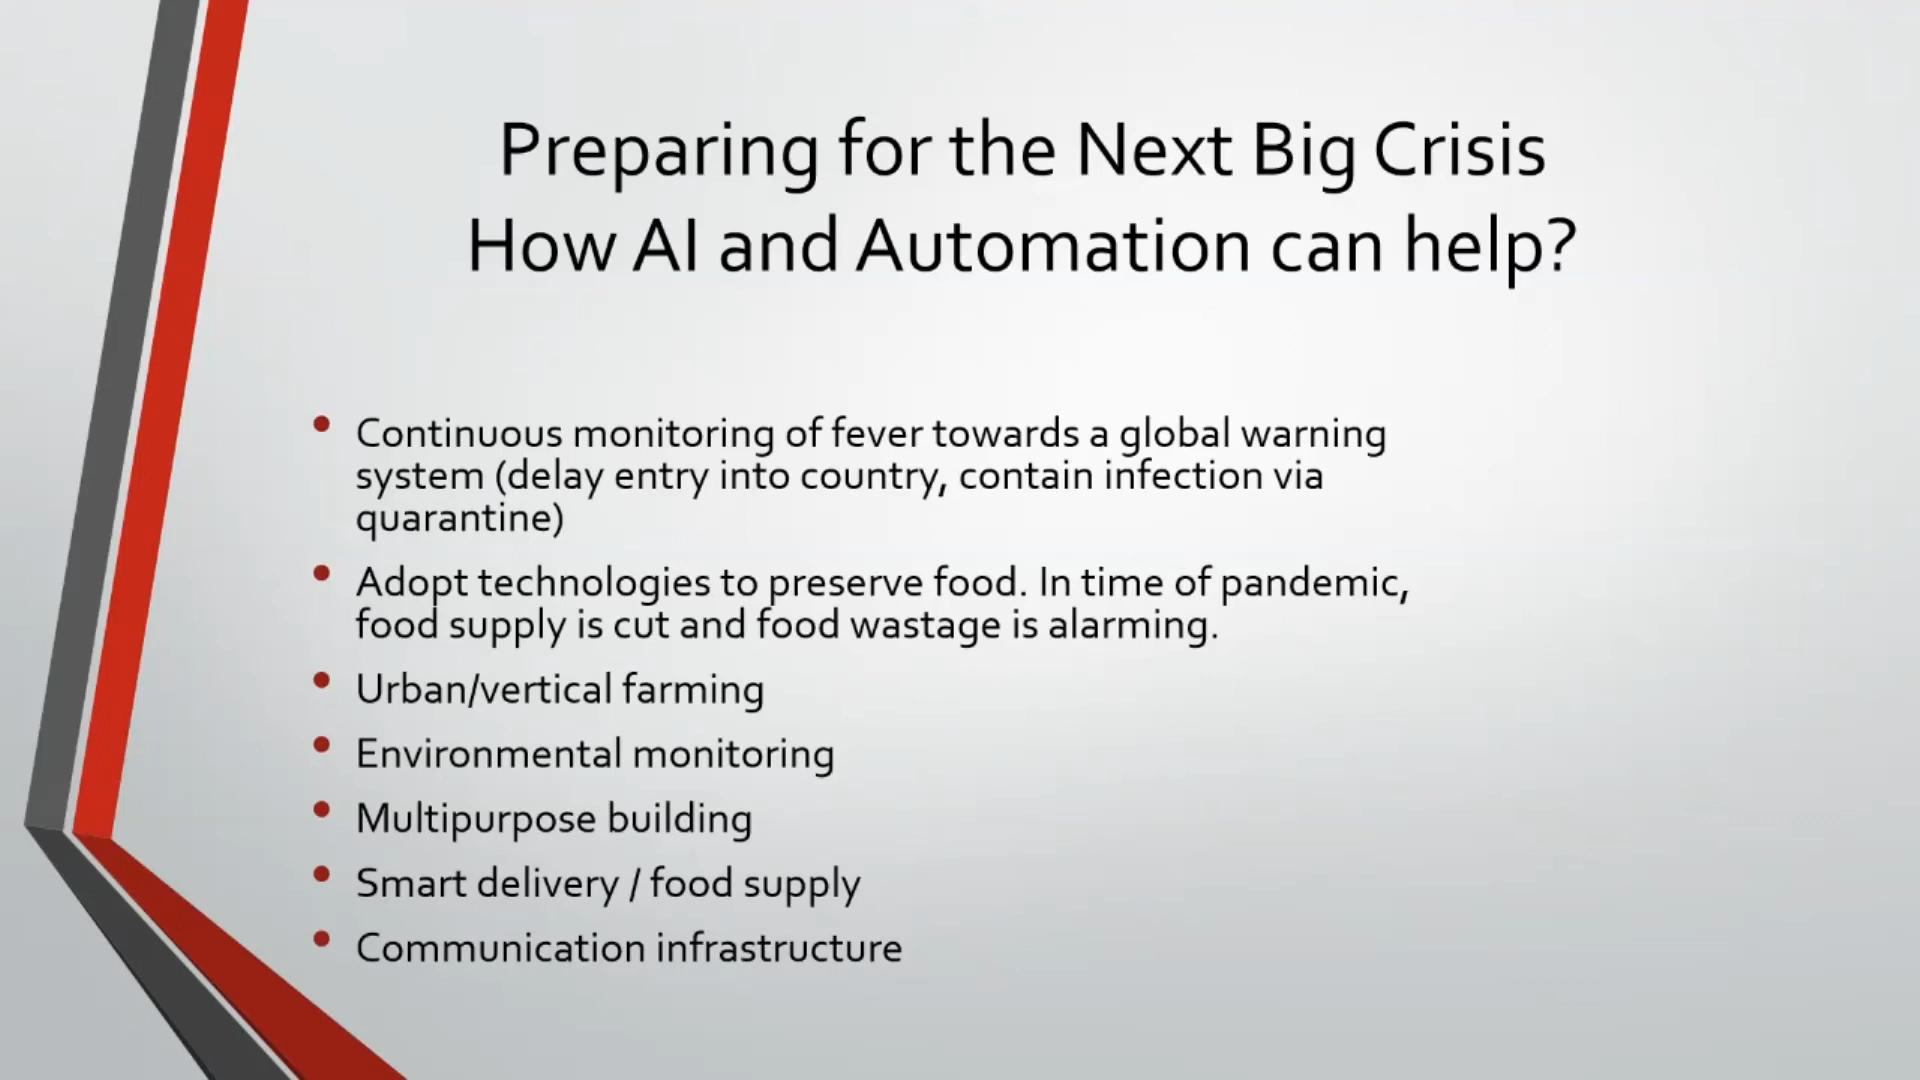 Preparing for the Next Big Crisis
How AI and Automation can help?
• Continuous monitoring of fever towards a global warning
system (delay entry into country, contain infection via
quarantine)
• Adopt technologies to preserve food. In time of pandemic,
food supply is cut and food wastage is alarming.
• Urban/vertical farming
• Environmental monitoring
• Multipurpose building
• Smart delivery / food supply
• Communication infrastructure